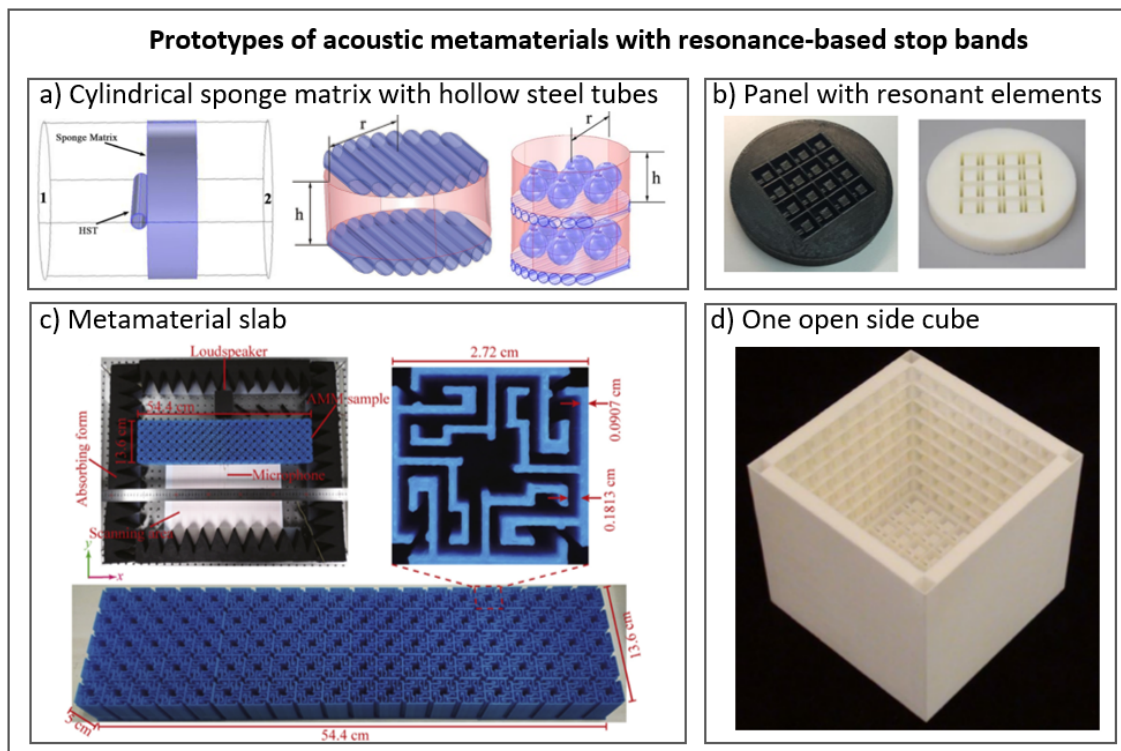 Prototypes of acoustic metamaterials with resonance-based stop bands
a) Cylindrical sponge matrix with hollow steel tubes
Sponge Matrix
1
2
HST
r
h
r
h
b) Panel with resonant elements
c) Metamaterial slab
Loudspeaker
AMM sample
54.4 cm
13.6 cm
Absorbing form
Microphone
Scanning area
y
x
2.72 cm
0.0907 cm
0.1813 cm
13.6 cm
3 cm
54.4 cm
d) One open side cube